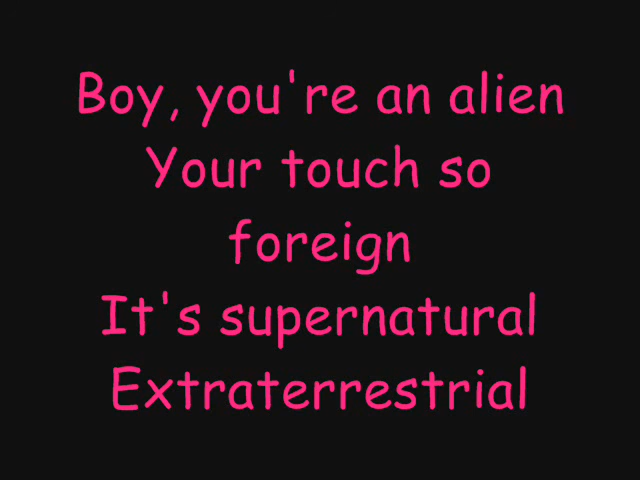 Boy, you're an alien
Your touch so
foreign
It's supernatural
Extraterrestrial